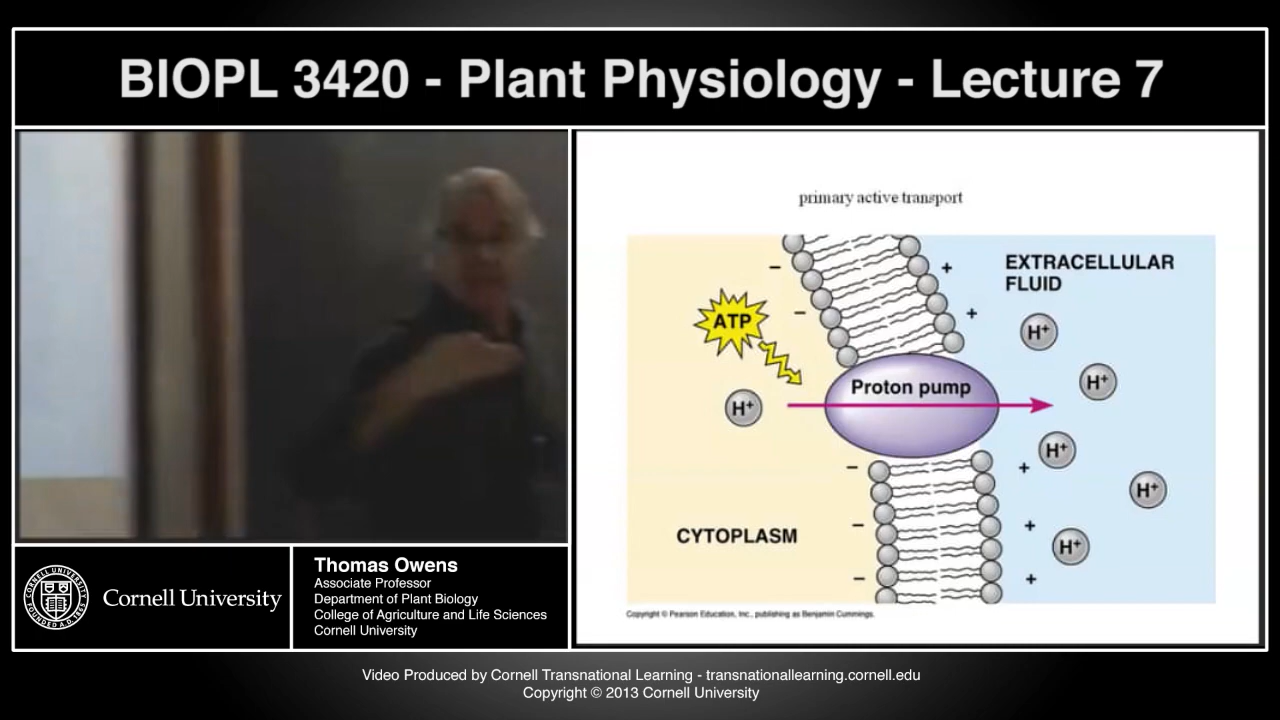 BIOPL 3420 - Plant Physiology - Lecture 7
primary active transport
EXTRACELLULAR
FLUID
ATP
H+
H+
Proton pump
H+
H+
H+
H+
CYTOPLASM
H+
Copyright © Pearson Education, Inc., publishing as Benjamin Cummings.
Cornell University
Thomas Owens
Associate Professor
Department of Plant Biology
College of Agriculture and Life Sciences
Cornell University
Video Produced by Cornell Transnational Learning - transnationallearning.cornell.edu
Copyright © 2013 Cornell University